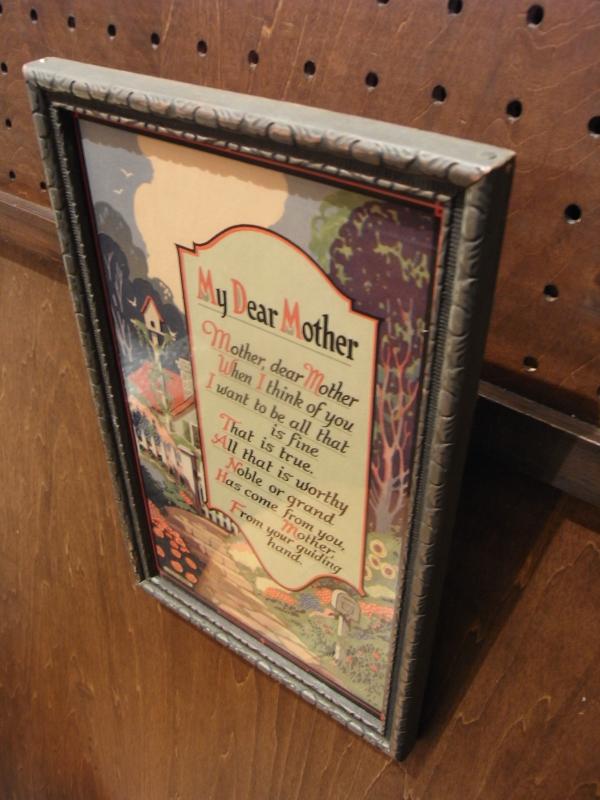 My Dear Mother
Mother, dear Mother
When I think of you
I want to be all that
is fine
That is true.
All that is worthy
Noble or grand
Has come from you,
Mother,
From your guiding
hand.